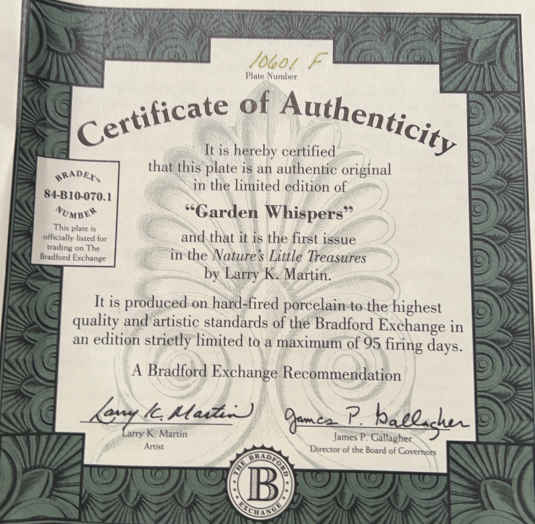 10601 F
Plate Number
Certificate of Authenticity
It is hereby certified
that this plate is an authentic original
in the limited edition of
“Garden Whispers”
and that it is the first issue
in the Nature's Little Treasures
by Larry K. Martin.
BRADEX™
84-B10-070.1
NUMBER
This plate is
officially listed for
trading on The
Bradford Exchange
It is produced on hard-fired porcelain to the highest
quality and artistic standards of the Bradford Exchange in
an edition strictly limited to a maximum of 95 firing days.
A Bradford Exchange Recommendation
Larry K. Martin
Larry K. Martin
Artist
James P. Gallagher
James P. Gallagher
Director of the Board of Governors
THE BRADFORD
B
EXCHANGE